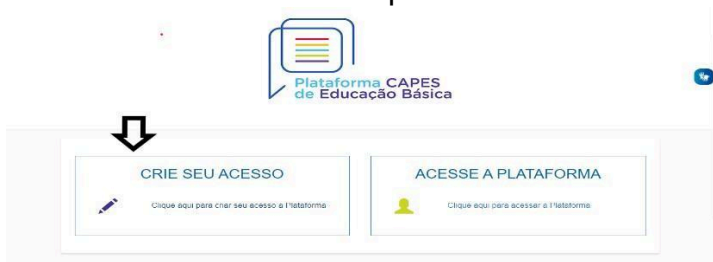 Plataforma CAPES
de Educação Básica
CRIE SEU ACESSO
Clique aqui para criar seu acesso a Plataforma
ACESSE A PLATAFORMA
Clique aqui para acessar a Plataforma